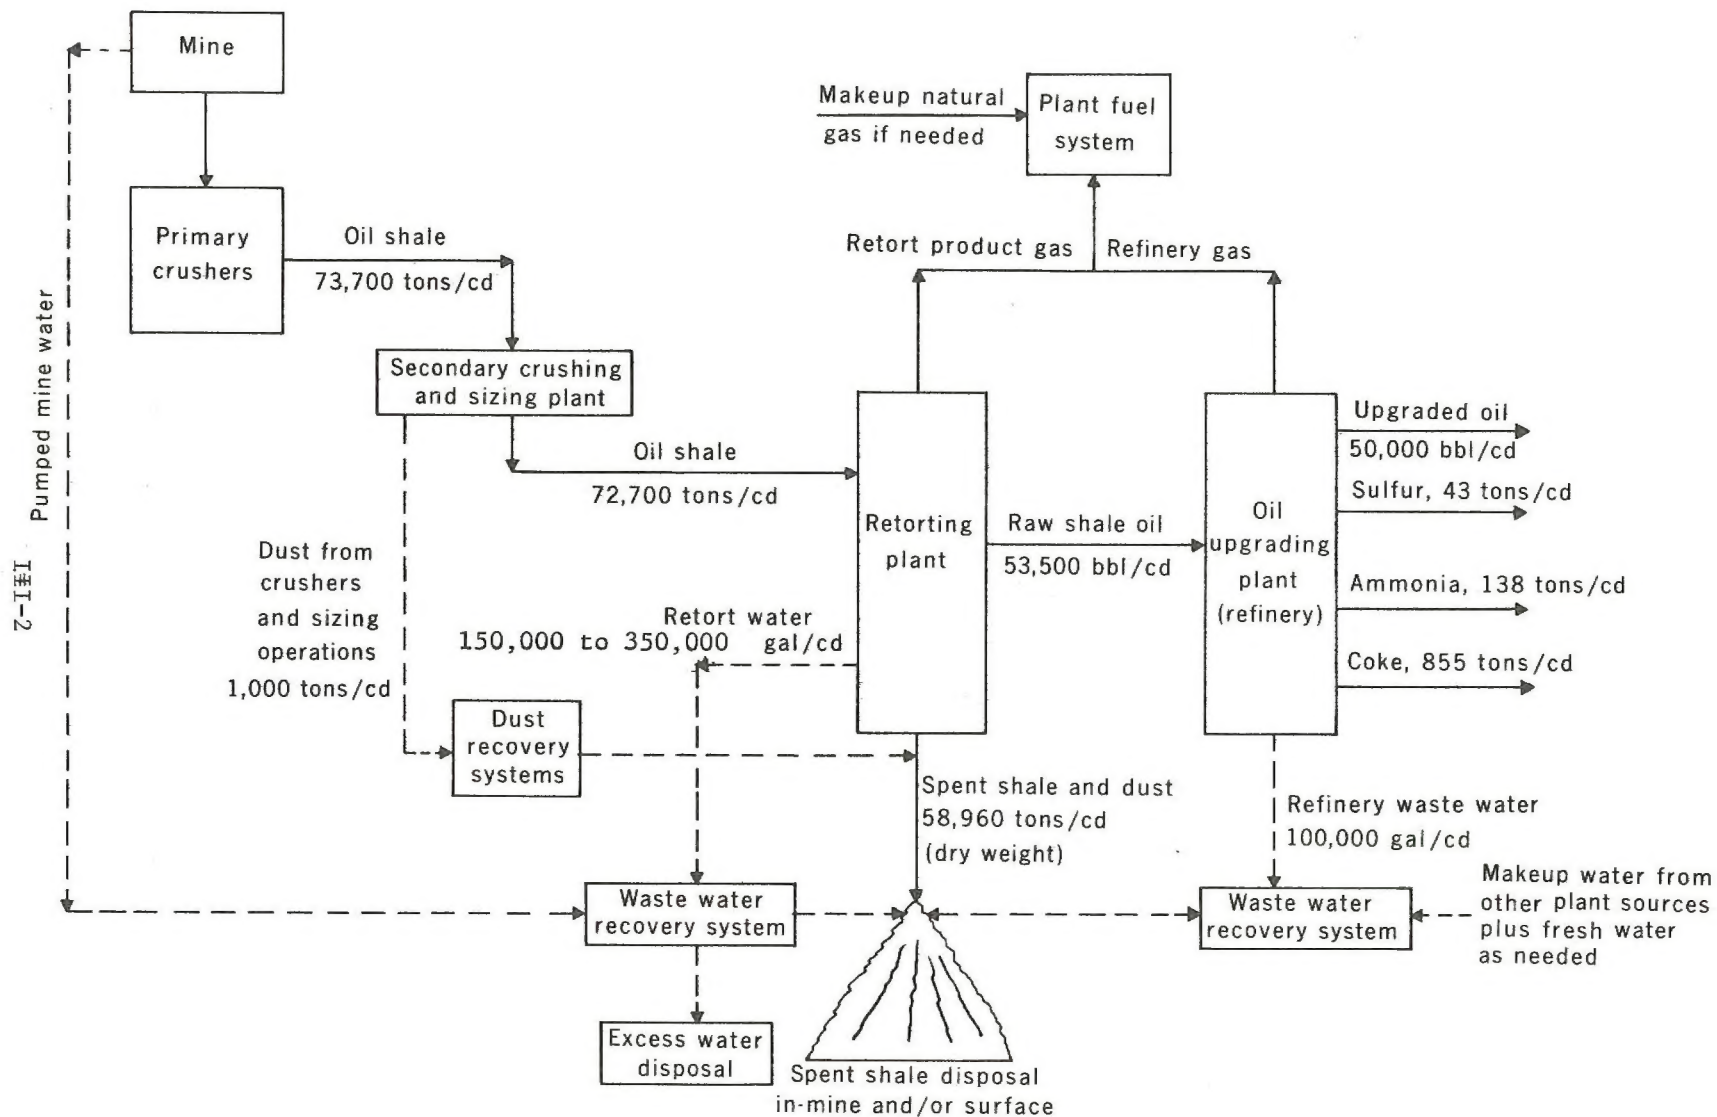 Mine
Makeup natural
gas if needed
Plant fuel
system
Primary
crushers
Oil shale
73,700 tons/cd
Retort product gas
Refinery gas
Pumped mine water
Secondary crushing
and sizing plant
Oil shale
72,700 tons/cd
Retorting
plant
Raw shale oil
53,500 bbl/cd
Oil
upgrading
plant
(refinery)
Upgraded oil
50,000 bbl/cd
Sulfur, 43 tons/cd
Ammonia, 138 tons/cd
Coke, 855 tons/cd
Dust from
crushers
and sizing
operations
1,000 tons/cd
Retort water
150,000 to 350,000 gal/cd
Dust
recovery
systems
Spent shale and dust
58,960 tons/cd
(dry weight)
Refinery waste water
100,000 gal/cd
Waste water
recovery system
Waste water
recovery system
Makeup water from
other plant sources
plus fresh water
as needed
Excess water
disposal
Spent shale disposal
in-mine and/or surface